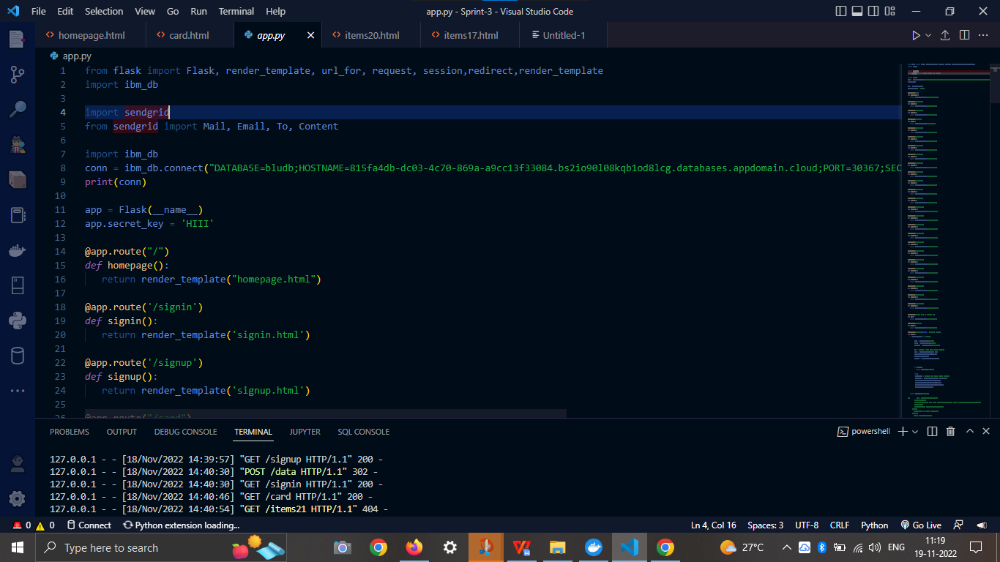 File Edit Selection View Go Run Terminal Help app.py - Sprint-3 - Visual Studio Code
homepage.html card.html app.py items20.html items17.html Untitled-1
app.py
1 from flask import Flask, render_template, url_for, request, session,redirect,render_template
2 import ibm_db
3
4 import sendgrid
5 from sendgrid import Mail, Email, To, Content
6
7 import ibm_db
8 conn = ibm_db.connect("DATABASE=bludb;HOSTNAME=815fa4db-dc03-4c70-869a-a9cc13f33084.bs2io90l08kqb1od8lcg.databases.appdomain.cloud;PORT=30367;SEC
9 print(conn)
10
11 app = Flask(__name__)
12 app.secret_key = 'HIII'
13
14 @app.route("/")
15 def homepage():
16 return render_template("homepage.html")
17
18 @app.route('/signin')
19 def signin():
20 return render_template('signin.html')
21
22 @app.route('/signup')
23 def signup():
24 return render_template('signup.html')
25
26 @app.route("/card")
PROBLEMS OUTPUT DEBUG CONSOLE TERMINAL JUPYTER SQL CONSOLE powershell
127.0.0.1 - - [18/Nov/2022 14:39:57] "GET /signup HTTP/1.1" 200 -
127.0.0.1 - - [18/Nov/2022 14:40:30] "POST /data HTTP/1.1" 302 -
127.0.0.1 - - [18/Nov/2022 14:40:30] "GET /signin HTTP/1.1" 200 -
127.0.0.1 - - [18/Nov/2022 14:40:46] "GET /card HTTP/1.1" 200 -
127.0.0.1 - - [18/Nov/2022 14:40:54] "GET /items21 HTTP/1.1" 404 -
0 0 Connect Python extension loading... Ln 4, Col 16 Spaces: 3 UTF-8 CRLF Python Go Live
Type here to search 27°C ENG 11:19
19-11-2022